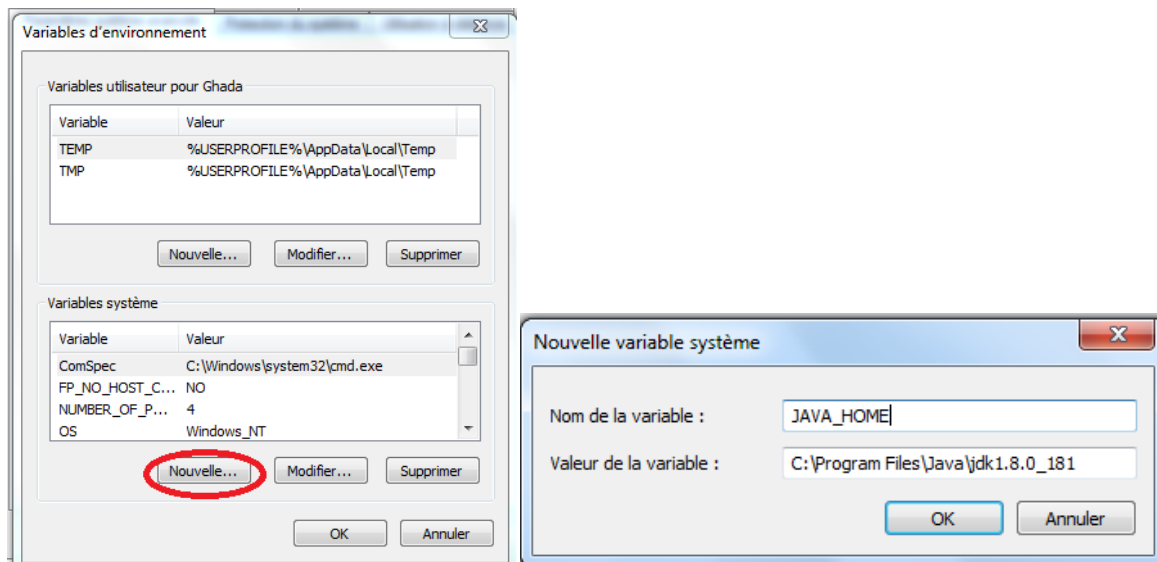 Variables d'environnement
Variables utilisateur pour Ghada
Variable Valeur
TEMP %USERPROFILE%\AppData\Local\Temp
TMP %USERPROFILE%\AppData\Local\Temp
Nouvelle... Modifier... Supprimer
Variables système
Variable Valeur
ComSpec C:\Windows\system32\cmd.exe
FP_NO_HOST_C... NO
NUMBER_OF_P... 4
OS Windows_NT
Nouvelle... Modifier... Supprimer
OK Annuler
Nouvelle variable système
Nom de la variable : JAVA_HOME
Valeur de la variable : C:\Program Files\Java\jdk1.8.0_181
OK Annuler